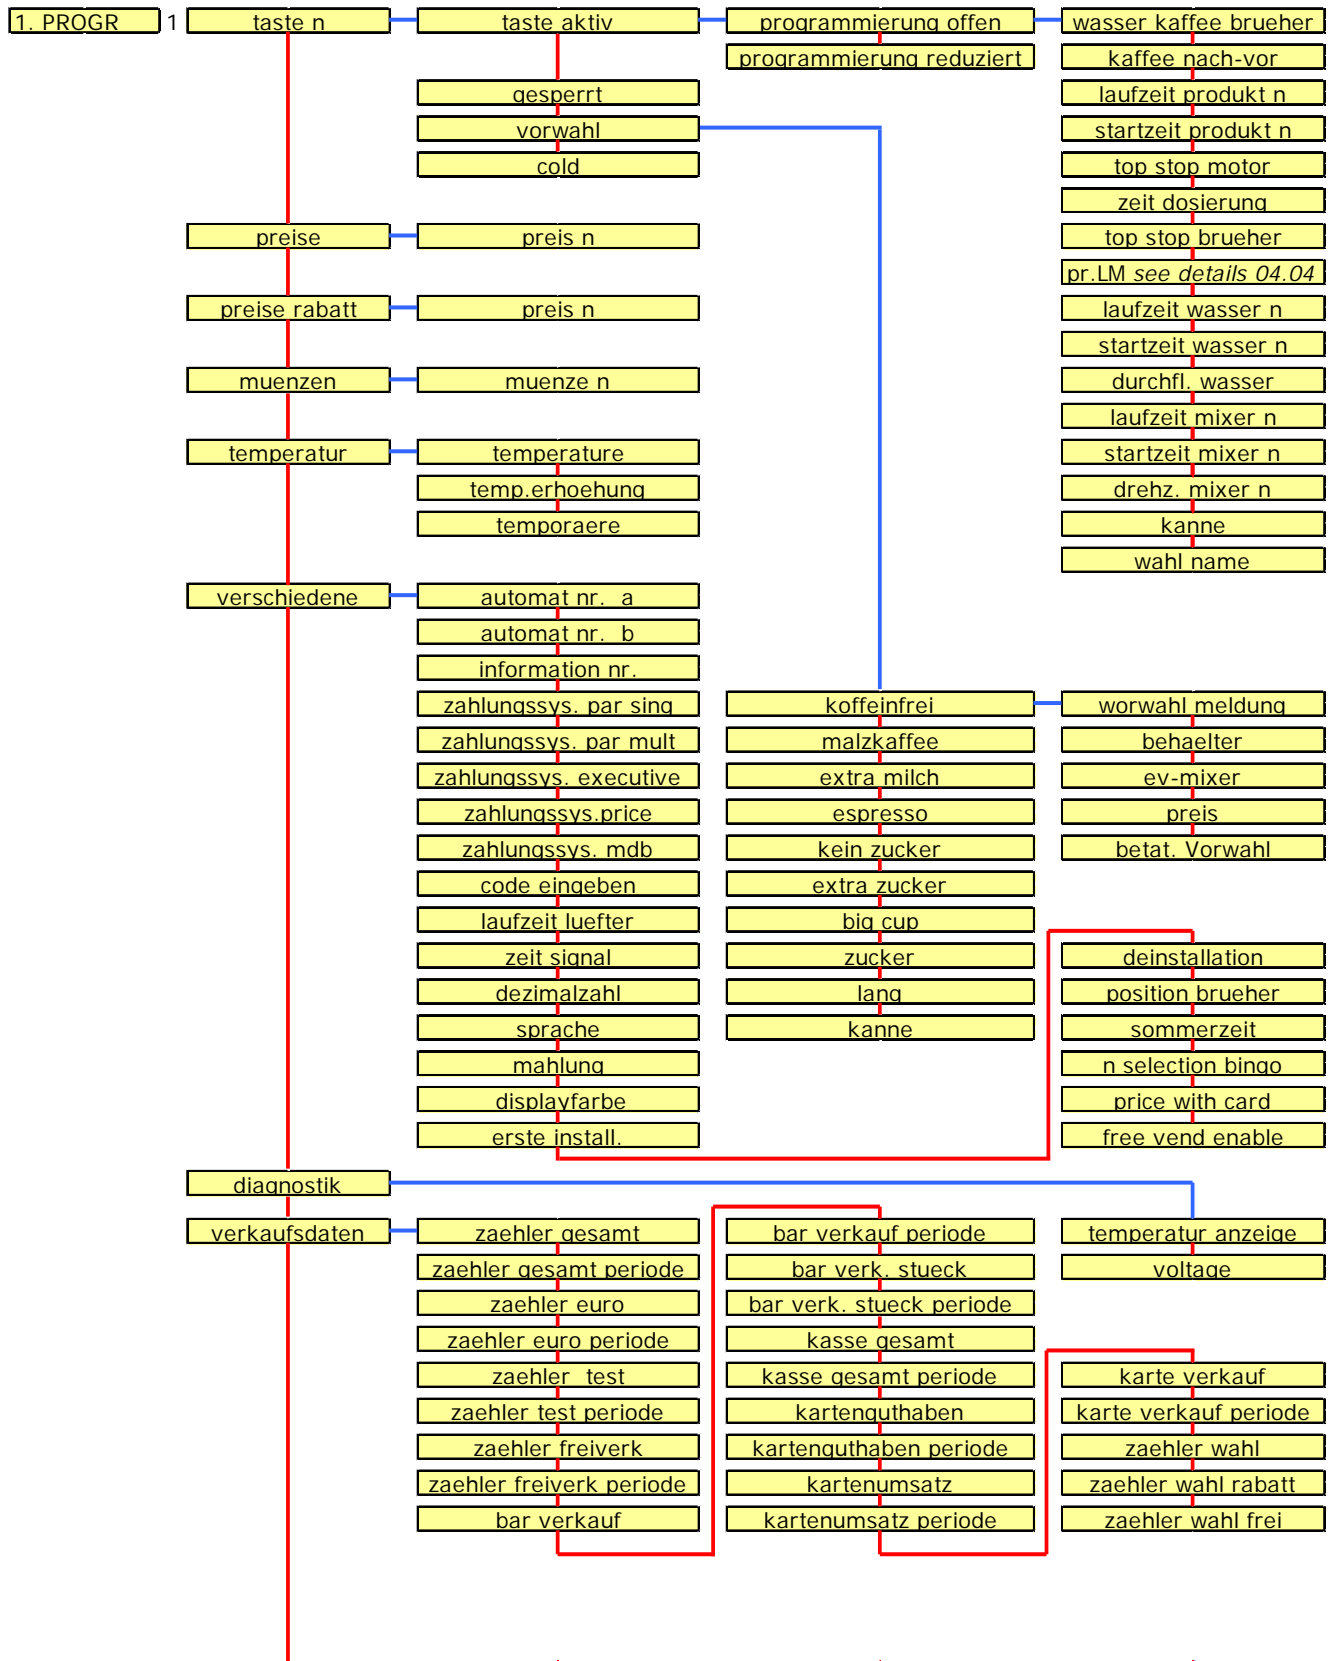 1. PROGR 1 taste n taste aktiv programmierung offen wasser kaffee brueher
programmierung reduziert kaffee nach-vor
gesperrt laufzeit produkt n
vorwahl startzeit produkt n
cold top stop motor
zeit dosierung
preise preis n top stop brueher
pr.LM see details 04.04
preise rabatt preis n laufzeit wasser n
startzeit wasser n
muenzen muenze n durchfl. wasser
laufzeit mixer n
temperatur temperature startzeit mixer n
temp.erhoehung drehz. mixer n
temporaere kanne
wahl name
verschiedene automat nr. a
automat nr. b
information nr.
zahlungssys. par sing koffeinfrei worwahl meldung
zahlungssys. par mult malzkaffee behaelter
zahlungssys. executive extra milch ev-mixer
zahlungssys.price espresso preis
zahlungssys. mdb kein zucker betat. Vorwahl
code eingeben extra zucker
laufzeit luefter big cup
zeit signal zucker deinstallation
dezimalzahl lang position brueher
sprache kanne sommerzeit
mahlung n selection bingo
displayfarbe price with card
erste install. free vend enable
diagnostik
verkaufsdaten zaehler gesamt bar verkauf periode temperatur anzeige
zaehler gesamt periode bar verk. stueck voltage
zaehler euro bar verk. stueck periode
zaehler euro periode kasse gesamt
zaehler test kasse gesamt periode karte verkauf
zaehler test periode kartenguthaben karte verkauf periode
zaehler freiverk kartenguthaben periode zaehler wahl
zaehler freiverk periode kartenumsatz zaehler wahl rabatt
bar verkauf kartenumsatz periode zaehler wahl frei